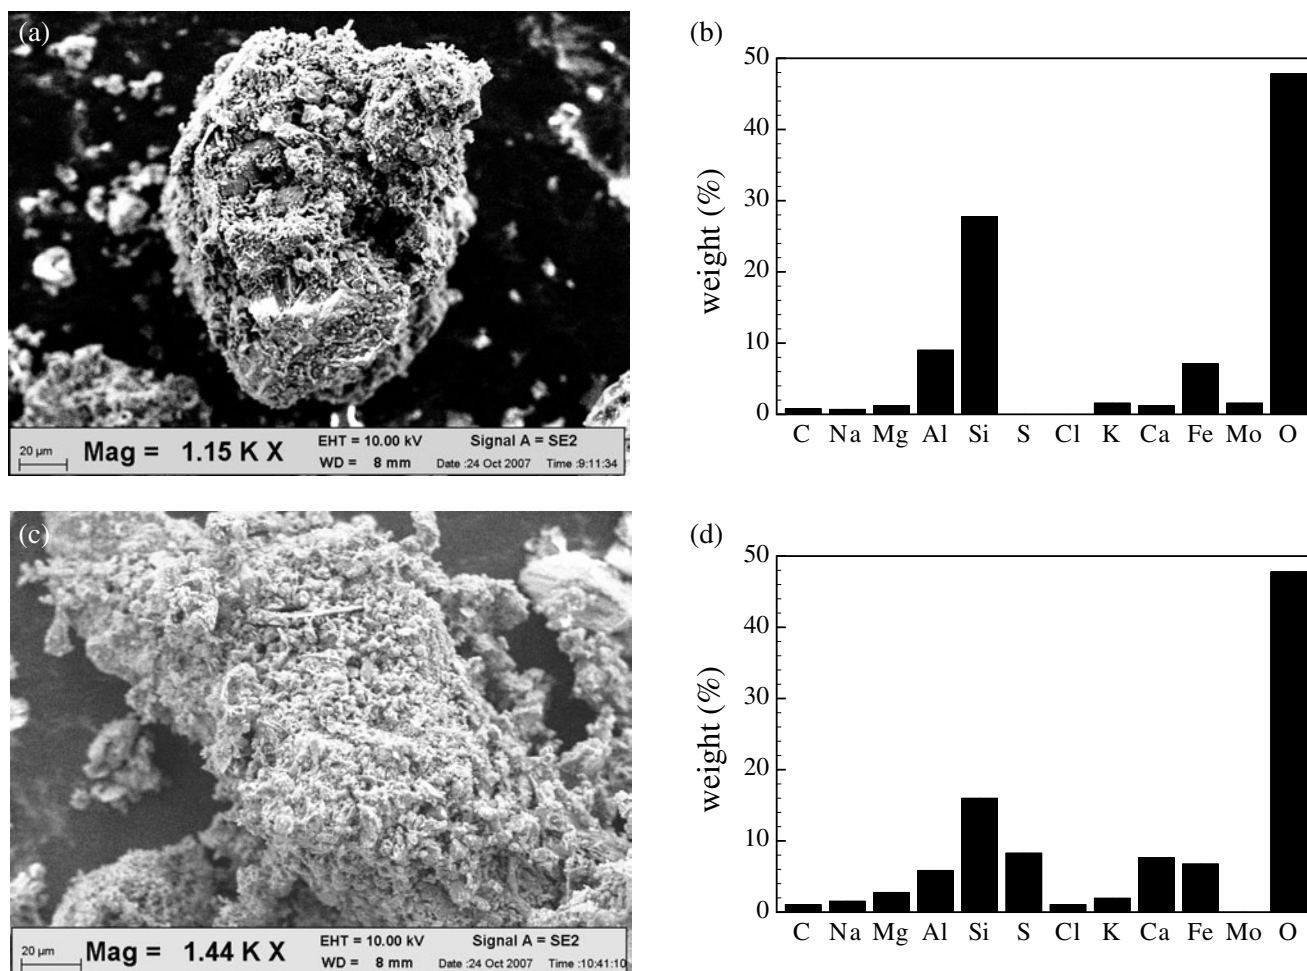 (a)
20 µm
Mag = 1.15 K X
EHT = 10.00 kV
WD = 8 mm
Signal A = SE2
Date :24 Oct 2007 Time :9:11:34
(b)
50
40
30
20
10
0
weight (%)
C Na Mg Al Si S Cl K Ca Fe Mo O
(c)
20 µm
Mag = 1.44 K X
EHT = 10.00 kV
WD = 8 mm
Signal A = SE2
Date :24 Oct 2007 Time :10:41:10
(d)
50
40
30
20
10
0
weight (%)
C Na Mg Al Si S Cl K Ca Fe Mo O